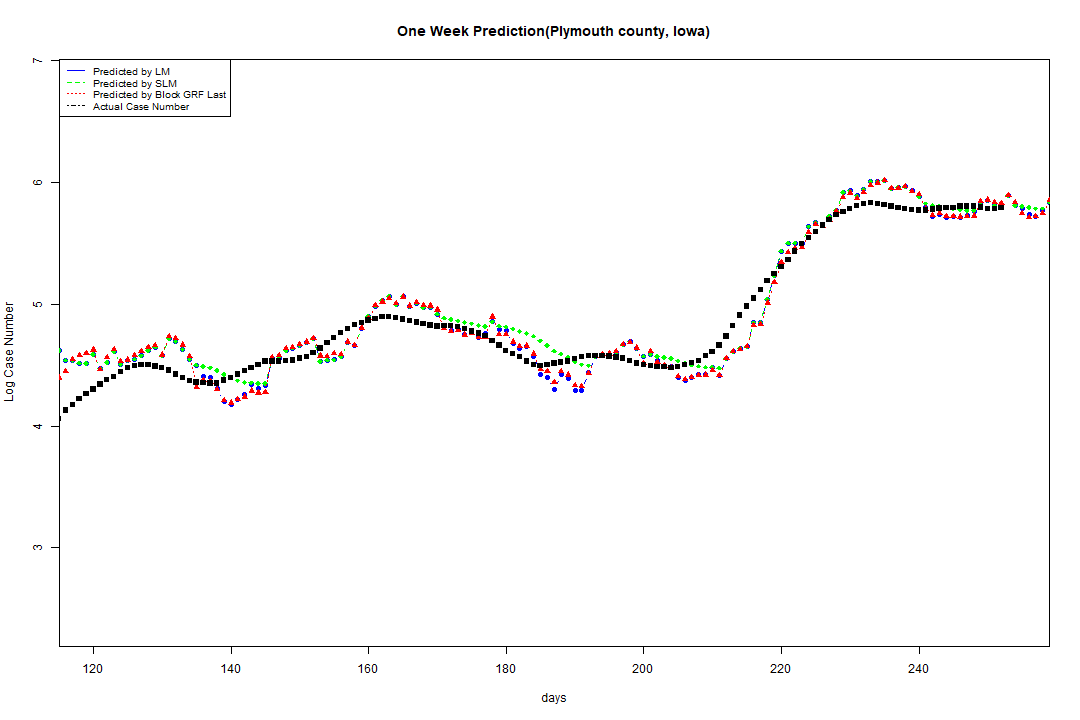 One Week Prediction(Plymouth county, Iowa)
Predicted by LM
Predicted by SLM
Predicted by Block GRF Last
Actual Case Number
Log Case Number
7
6
5
4
3
120 140 160 180 200 220 240
days